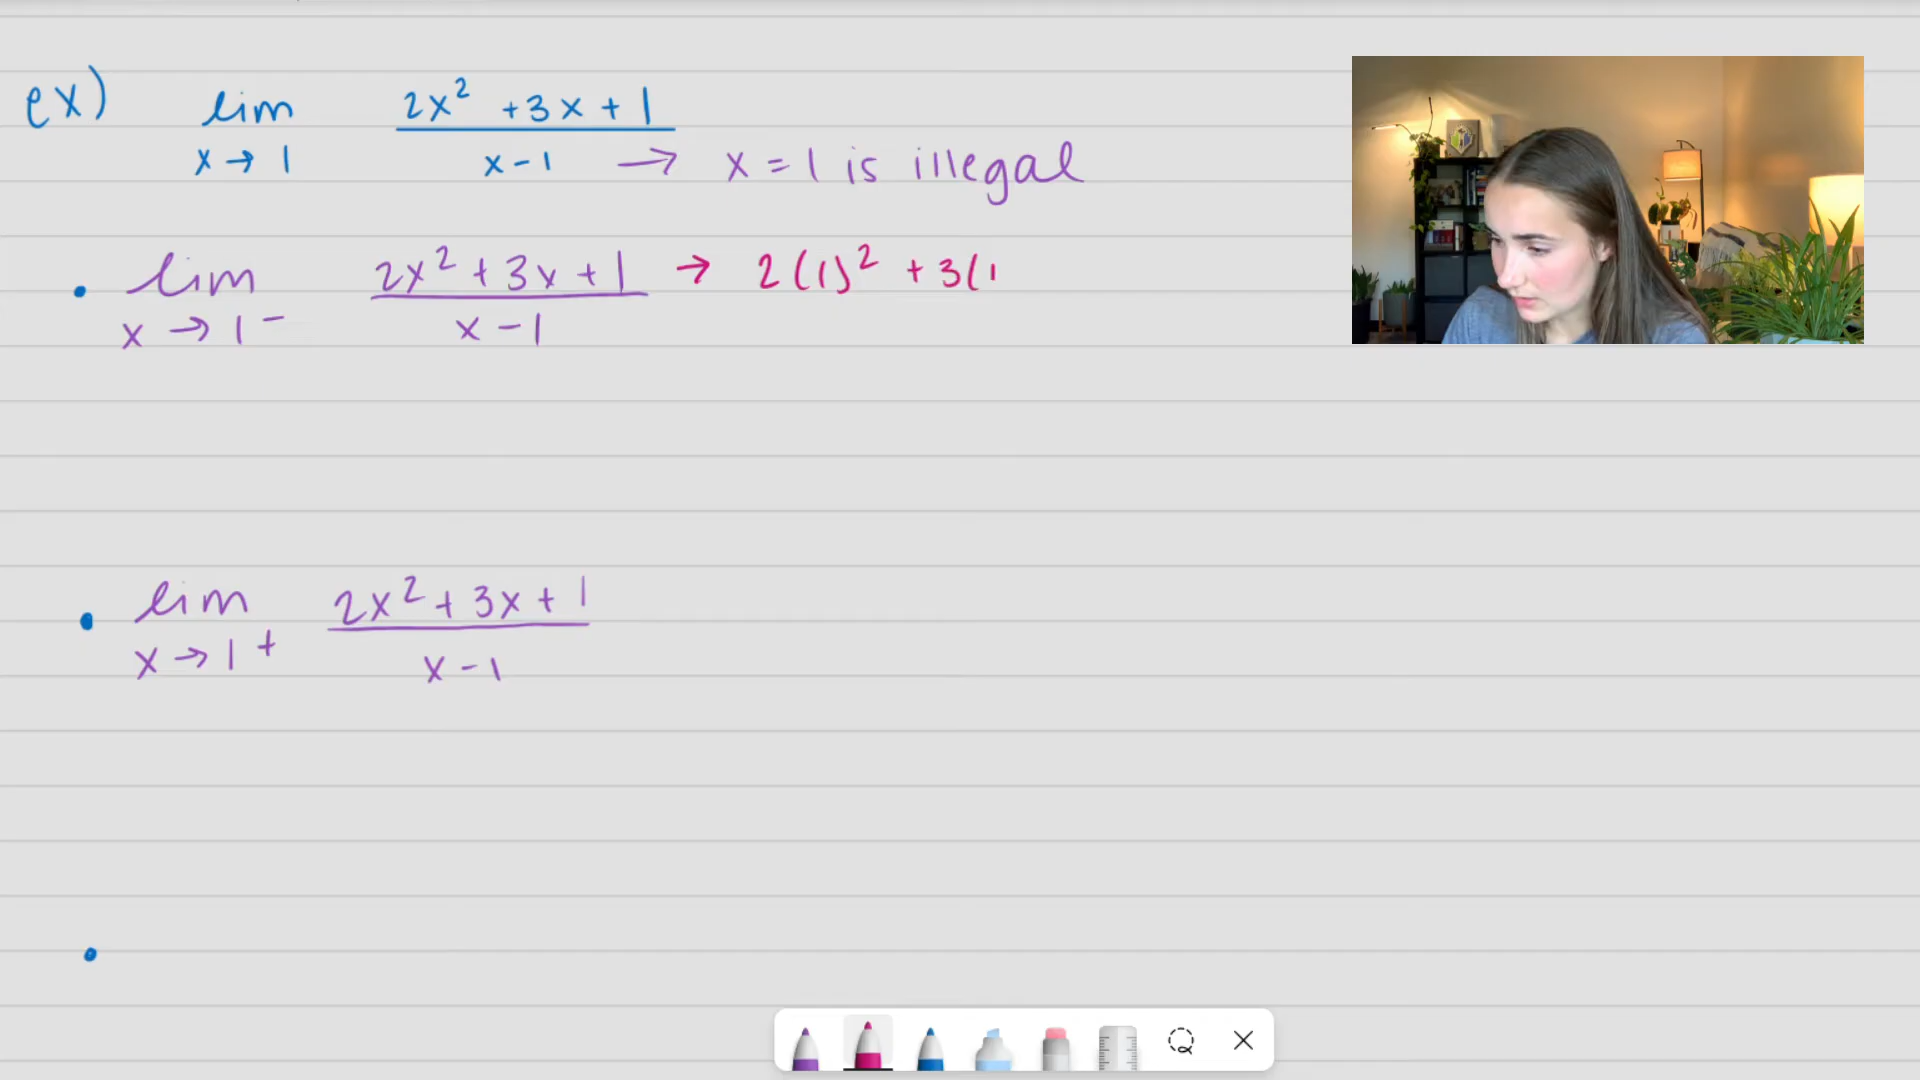 ex) lim x → 1 2x² + 3x + 1 / x - 1 → x = 1 is illegal
• lim x → 1⁻ 2x² + 3x + 1 / x - 1 → 2(1)² + 3(1
• lim x → 1⁺ 2x² + 3x + 1 / x - 1
•